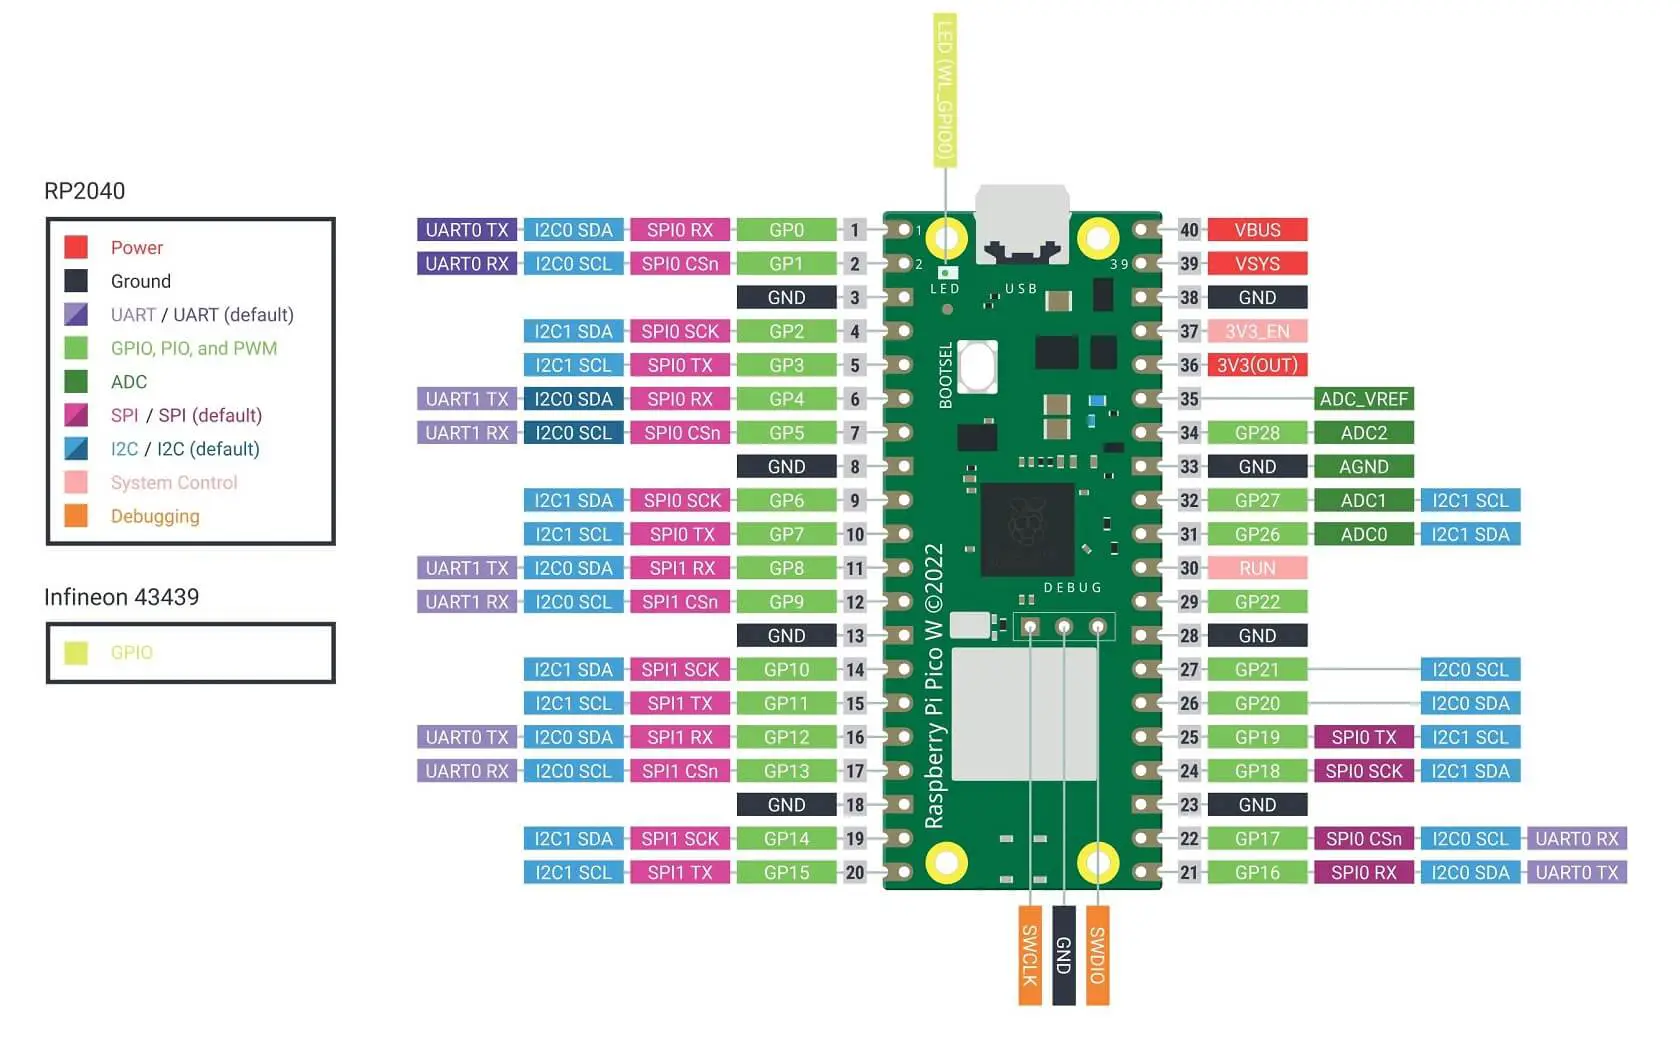 LED (WL_GPIO0)
RP2040
Power
Ground
UART / UART (default)
GPIO, PIO, and PWM
ADC
SPI / SPI (default)
I2C / I2C (default)
System Control
Debugging
Infineon 43439
GPIO
UART0 TX I2C0 SDA SPI0 RX GP0 1
UART0 RX I2C0 SCL SPI0 CSn GP1 2
GND 3
I2C1 SDA SPI0 SCK GP2 4
I2C1 SCL SPI0 TX GP3 5
UART1 TX I2C0 SDA SPI0 RX GP4 6
UART1 RX I2C0 SCL SPI0 CSn GP5 7
GND 8
I2C1 SDA SPI0 SCK GP6 9
I2C1 SCL SPI0 TX GP7 10
UART1 TX I2C0 SDA SPI1 RX GP8 11
UART1 RX I2C0 SCL SPI1 CSn GP9 12
GND 13
I2C1 SDA SPI1 SCK GP10 14
I2C1 SCL SPI1 TX GP11 15
UART0 TX I2C0 SDA SPI1 RX GP12 16
UART0 RX I2C0 SCL SPI1 CSn GP13 17
GND 18
I2C1 SDA SPI1 SCK GP14 19
I2C1 SCL SPI1 TX GP15 20
1
2
39
LED
USB
BOOTSEL
DEBUG
Raspberry Pi Pico W ©2022
40 VBUS
39 VSYS
38 GND
37 3V3_EN
36 3V3(OUT)
35 ADC_VREF
34 GP28 ADC2
33 GND AGND
32 GP27 ADC1 I2C1 SCL
31 GP26 ADC0 I2C1 SDA
30 RUN
29 GP22
28 GND
27 GP21 I2C0 SCL
26 GP20 I2C0 SDA
25 GP19 SPI0 TX I2C1 SCL
24 GP18 SPI0 SCK I2C1 SDA
23 GND
22 GP17 SPI0 CSn I2C0 SCL UART0 RX
21 GP16 SPI0 RX I2C0 SDA UART0 TX
SWCLK
GND
SWDIO